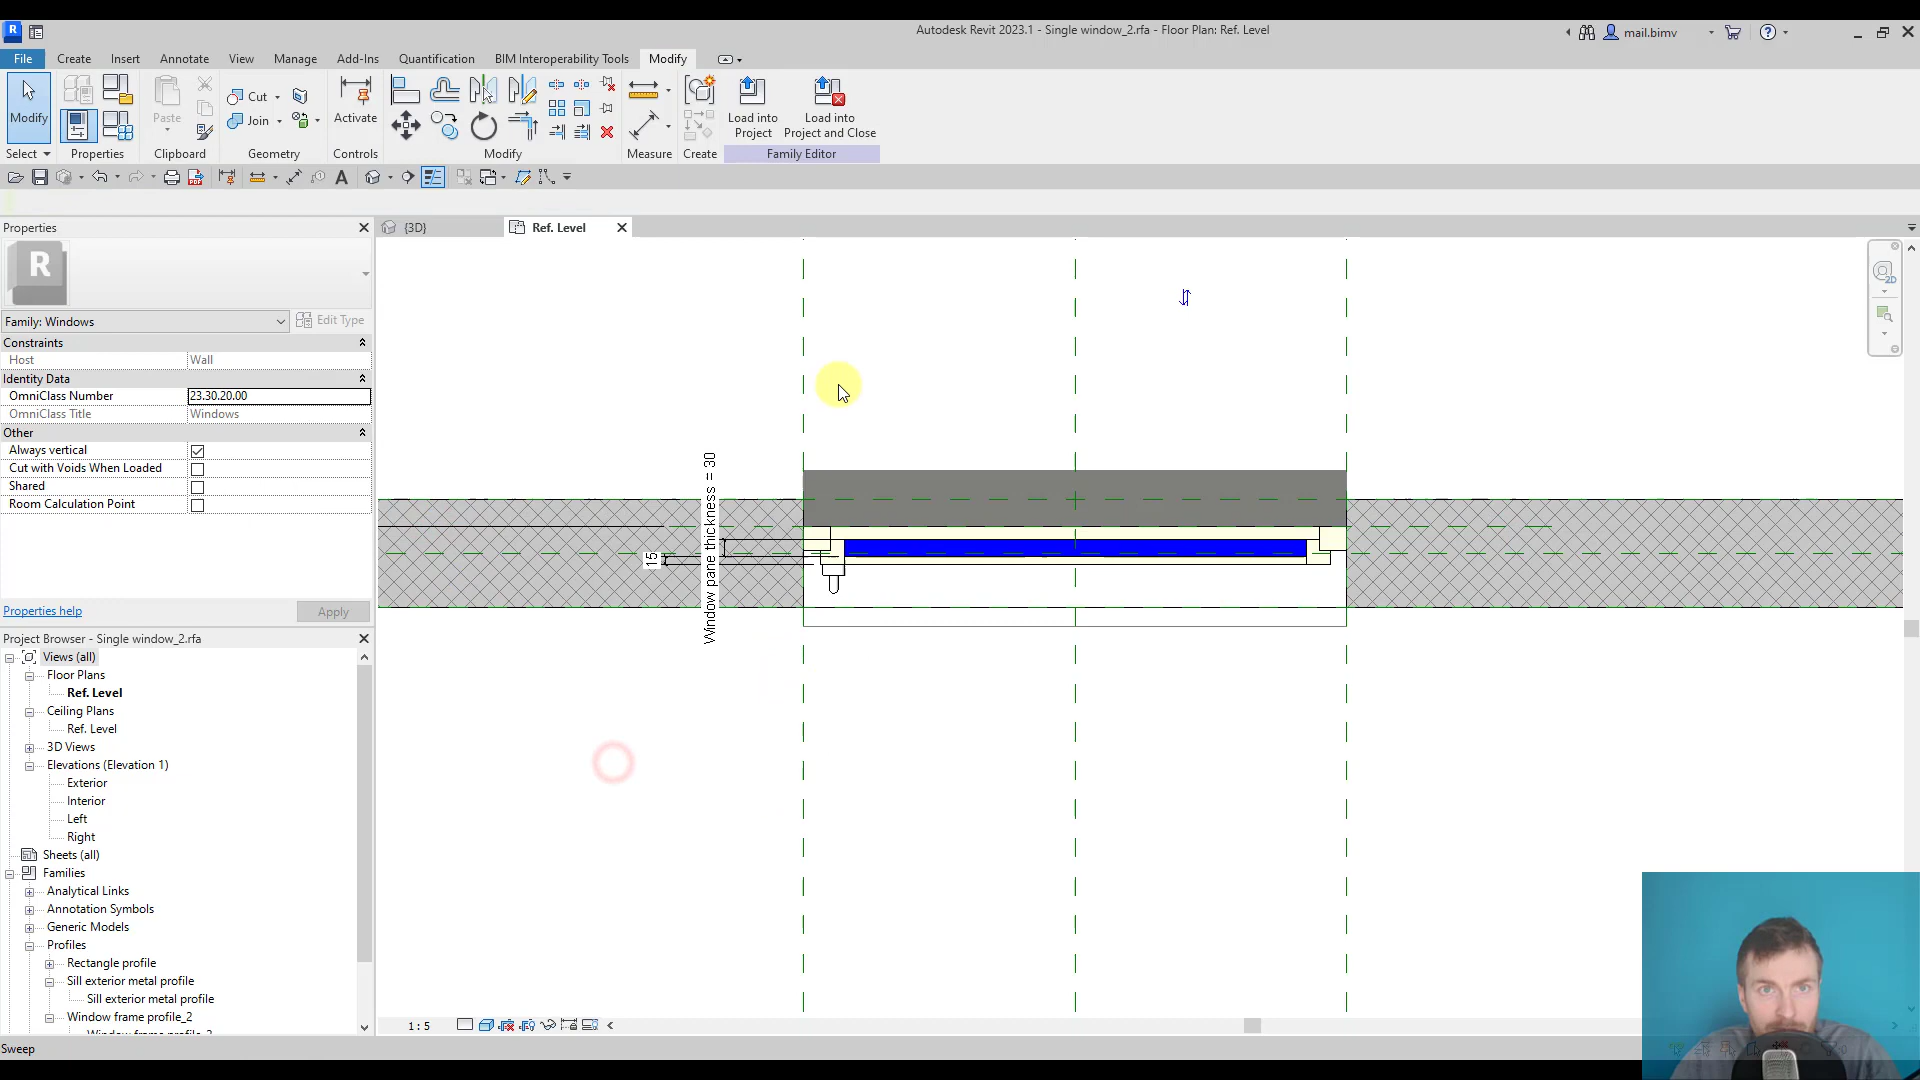 Autodesk Revit 2023.1 - Single window_2.rfa - Floor Plan: Ref. Level
mail.bimv
File Create Insert Annotate View Manage Add-Ins Quantification BIM Interoperability Tools Modify
Modify Paste Cut Join Activate Load into Project Load into Project and Close
Select Properties Clipboard Geometry Controls Modify Measure Create Family Editor
Properties
{3D} Ref. Level
R
Family: Windows Edit Type
Constraints
Host Wall
Identity Data
OmniClass Number 23.30.20.00
OmniClass Title Windows
Other
Always vertical
Cut with Voids When Loaded
Shared
Room Calculation Point
Properties help Apply
2D
Window pane thickness = 30
15
Project Browser - Single window_2.rfa
Views (all)
Floor Plans
Ref. Level
Ceiling Plans
Ref. Level
3D Views
Elevations (Elevation 1)
Exterior
Interior
Left
Right
Sheets (all)
Families
Analytical Links
Annotation Symbols
Generic Models
Profiles
Rectangle profile
Sill exterior metal profile
Sill exterior metal profile
Window frame profile_2
Window frame profile_2
1 : 5
Sweep